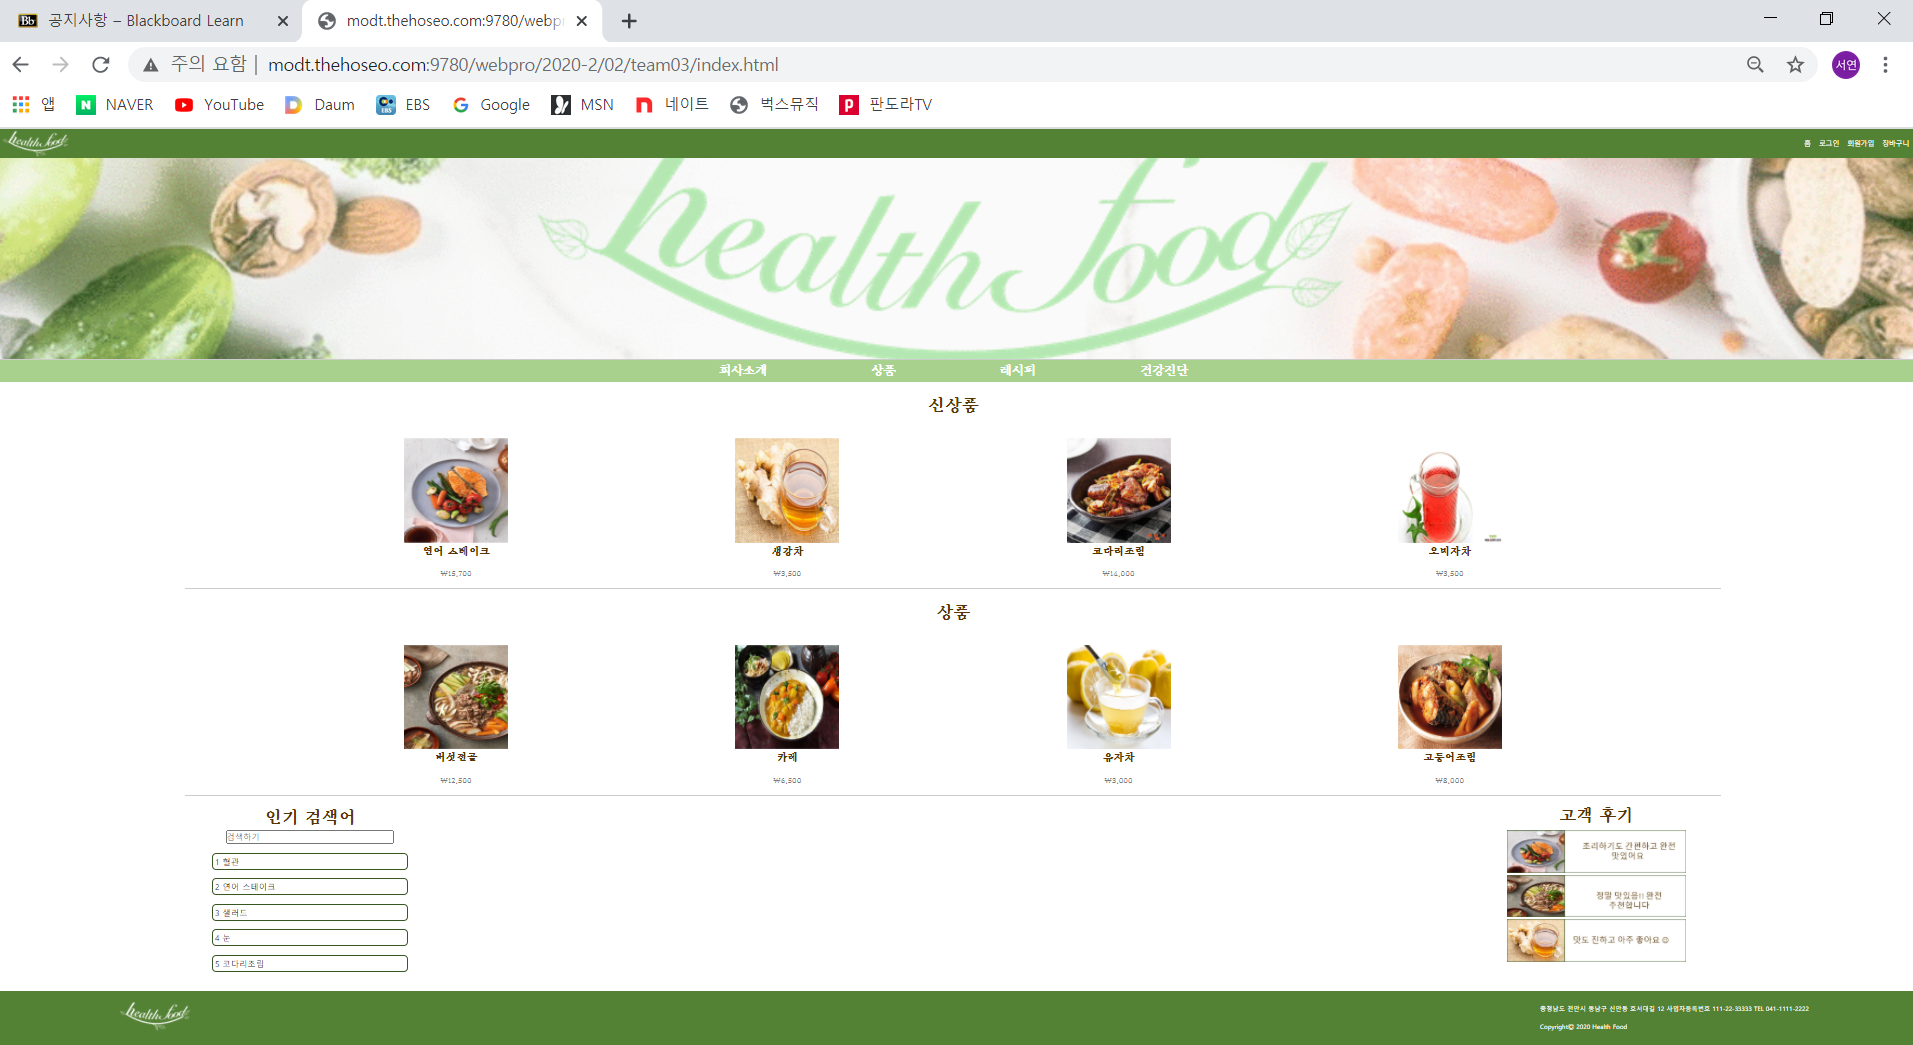 Bb 공지사항 – Blackboard Learn
modt.thehoseo.com:9780/webpr
주의 요함 | modt.thehoseo.com:9780/webpro/2020-2/02/team03/index.html
서연
앱 NAVER YouTube Daum EBS Google MSN 네이트 벅스뮤직 판도라TV
health food 홈 로그인 회원가입 장바구니
health food
회사소개 상품 레시피 건강진단
신상품
연어 스테이크 생강차 코다리조림 오미자차
₩15,700 ₩3,500 ₩14,000 ₩3,500
상품
버섯전골 카레 유자차 고등어조림
₩12,500 ₩6,500 ₩3,000 ₩8,000
인기 검색어
검색하기
1 혈관
2 연어 스테이크
3 샐러드
4 눈
5 코다리조림
고객 후기
조리하기도 간편하고 완전
맛있어요
정말 맛있음!! 완전
추천합니다
맛도 진하고 아주 좋아요☺
health food
충청남도 천안시 동남구 신안동 호서대길 12 사업자등록번호 111-22-33333 TEL 041-1111-2222
Copyright© 2020 Health Food